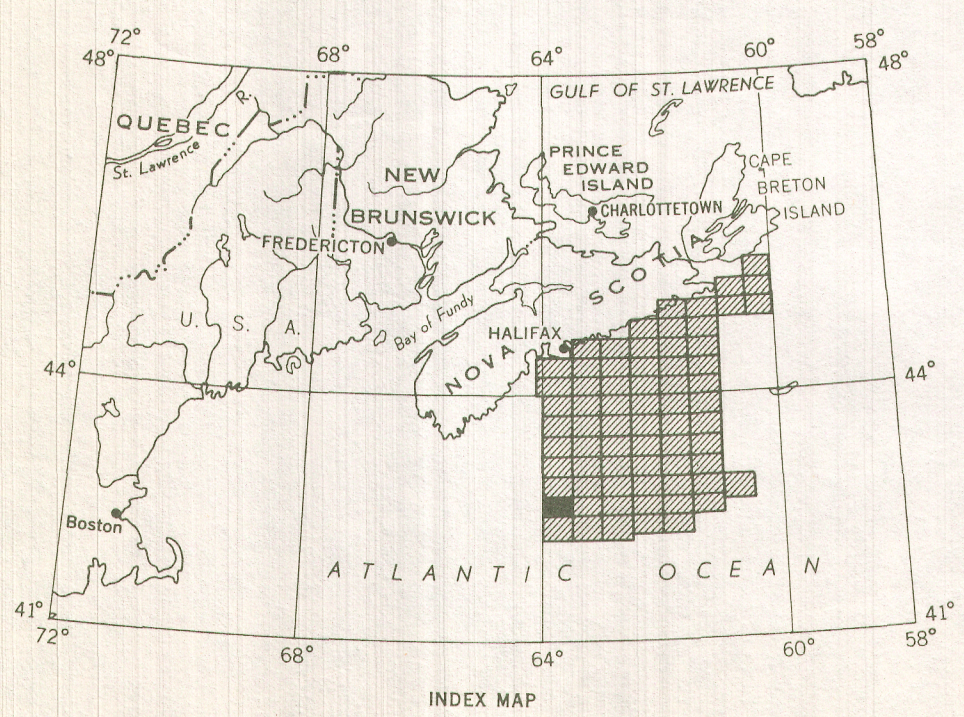 72°
68°
64°
60°
58°
48°
48°
GULF OF ST. LAWRENCE
R.
QUEBEC
St. Lawrence
PRINCE
EDWARD
ISLAND
CAPE
BRETON
ISLAND
NEW
BRUNSWICK
CHARLOTTETOWN
FREDERICTON
NOVA SCOTIA
U. S. A.
Bay of Fundy
HALIFAX
44°
44°
Boston
ATLANTIC OCEAN
41°
41°
72°
68°
64°
60°
58°
INDEX MAP